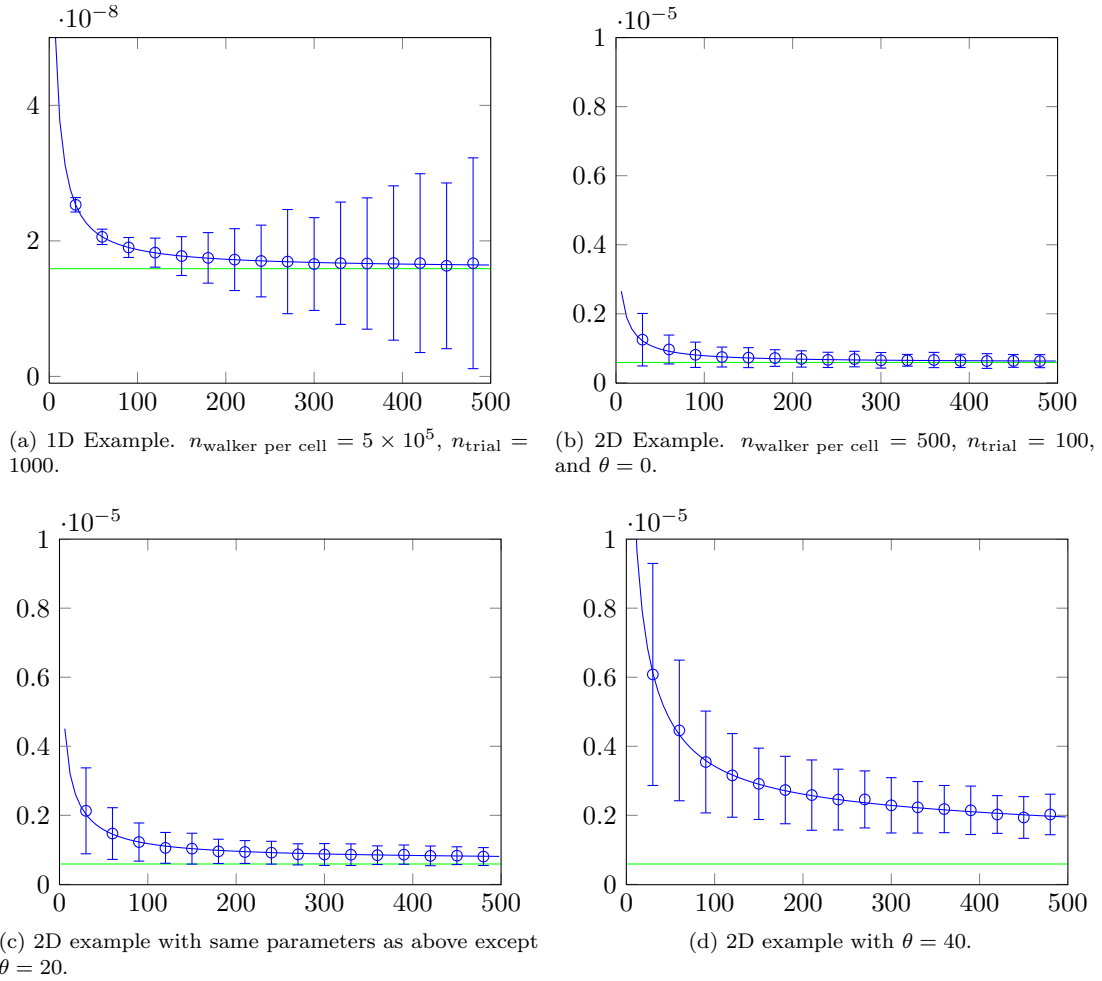 ·10⁻⁸
4
2
0
0 100 200 300 400 500
(a) 1D Example. n_walker per cell = 5 × 10⁵, n_trial =
1000.
·10⁻⁵
1
0.8
0.6
0.4
0.2
0
0 100 200 300 400 500
(b) 2D Example. n_walker per cell = 500, n_trial = 100,
and θ = 0.
·10⁻⁵
1
0.8
0.6
0.4
0.2
0
0 100 200 300 400 500
(c) 2D example with same parameters as above except
θ = 20.
·10⁻⁵
1
0.8
0.6
0.4
0.2
0
0 100 200 300 400 500
(d) 2D example with θ = 40.